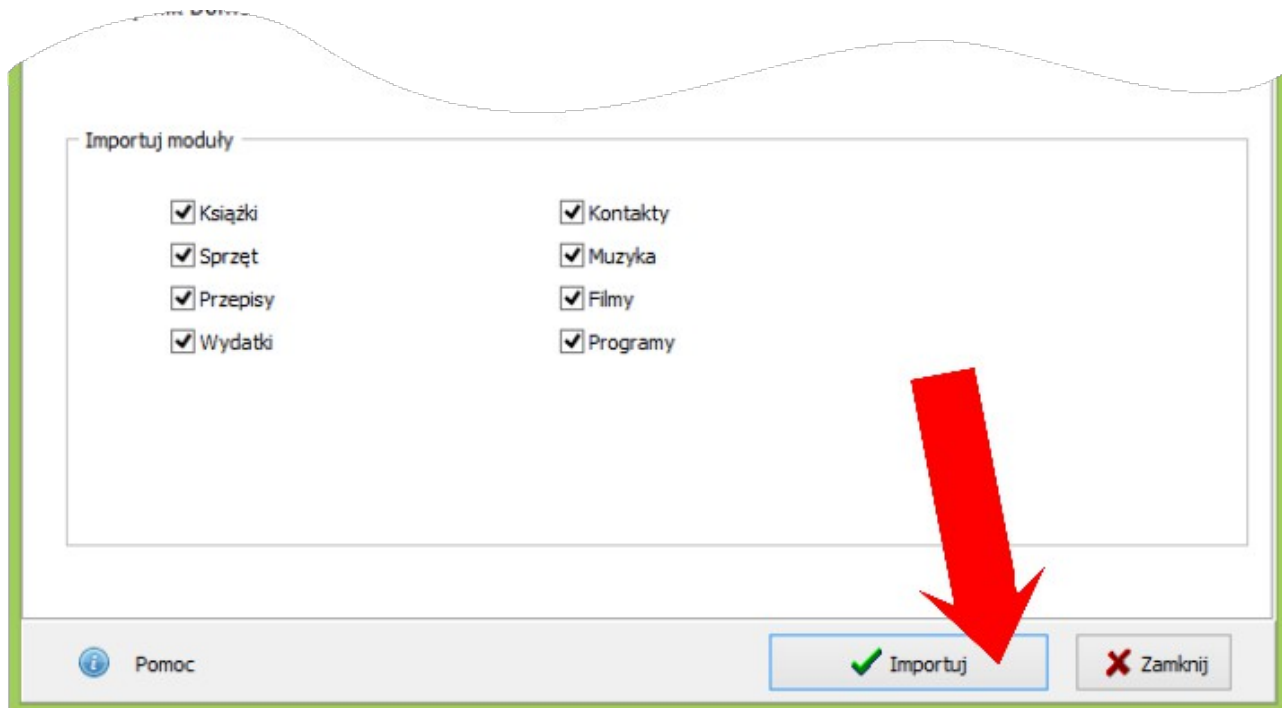 Importuj moduły
Książki
Kontakty
Sprzęt
Muzyka
Przepisy
Filmy
Wydatki
Programy
Pomoc
Importuj
Zamknij